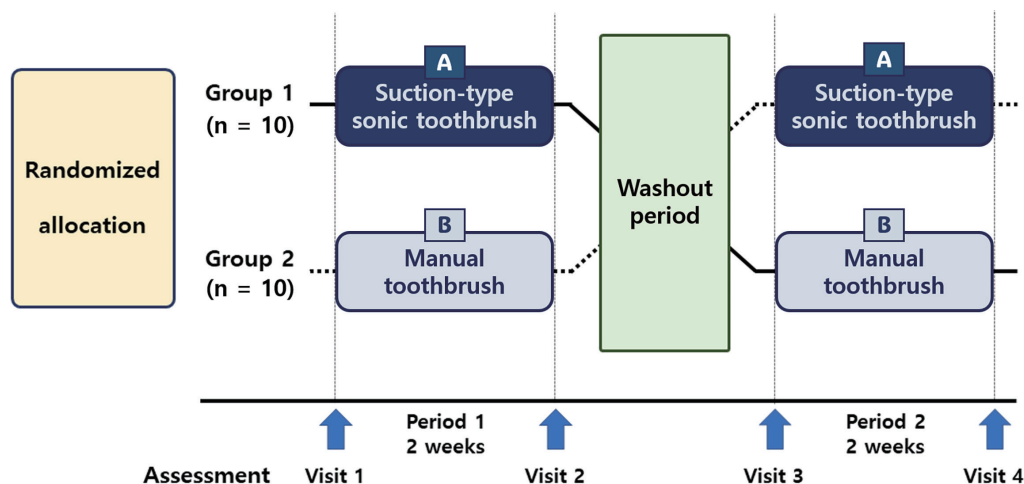 Randomized
allocation
Group 1
(n = 10)
A
Suction-type
sonic toothbrush
Group 2
(n = 10)
B
Manual
toothbrush
Washout
period
A
Suction-type
sonic toothbrush
B
Manual
toothbrush
Period 1
2 weeks
Period 2
2 weeks
Assessment
Visit 1
Visit 2
Visit 3
Visit 4